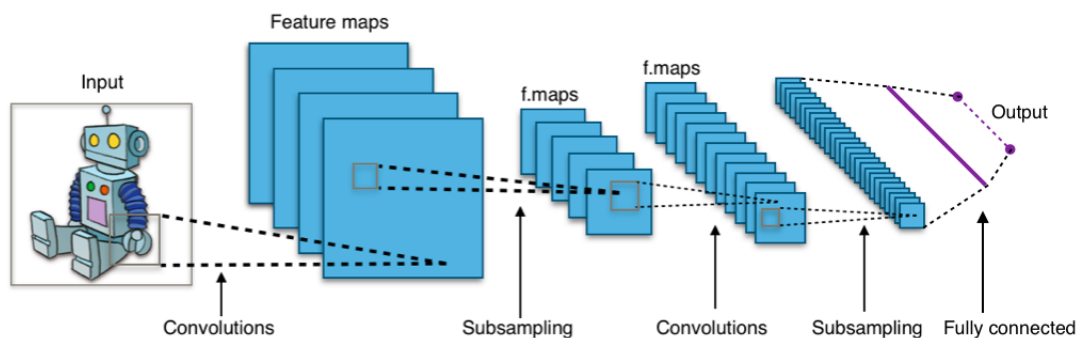 Feature maps
Input
f.maps
f.maps
Output
Convolutions
Subsampling
Convolutions
Subsampling
Fully connected